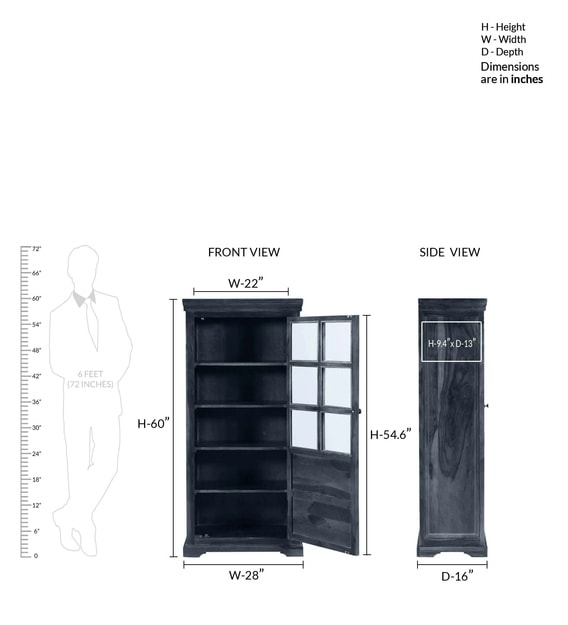 H - Height
W - Width
D - Depth
Dimensions
are in inches
FRONT VIEW
SIDE VIEW
72"
66"
60"
54"
48"
42"
36"
30"
24"
18"
12"
6"
0
6 FEET
(72 INCHES)
W-22”
H-60”
H-54.6”
W-28”
H-9.4”x D-13”
D-16”